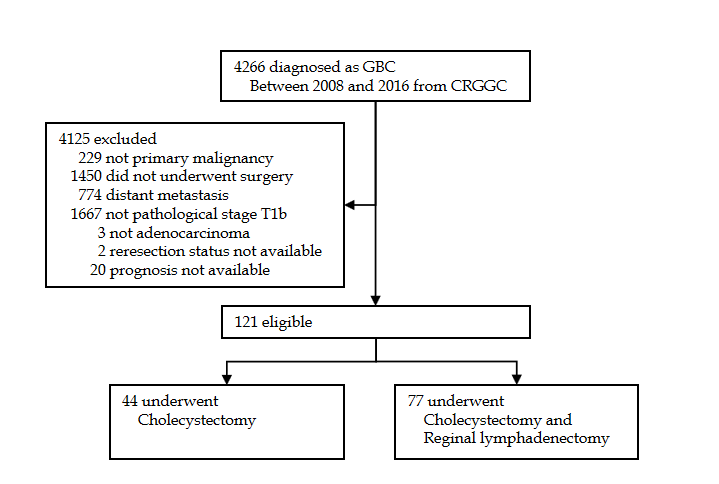 4266 diagnosed as GBC
Between 2008 and 2016 from CRGGC
4125 excluded
229 not primary malignancy
1450 did not underwent surgery
774 distant metastasis
1667 not pathological stage T1b
3 not adenocarcinoma
2 reresection status not available
20 prognosis not available
121 eligible
44 underwent
Cholecystectomy
77 underwent
Cholecystectomy and
Reginal lymphadenectomy